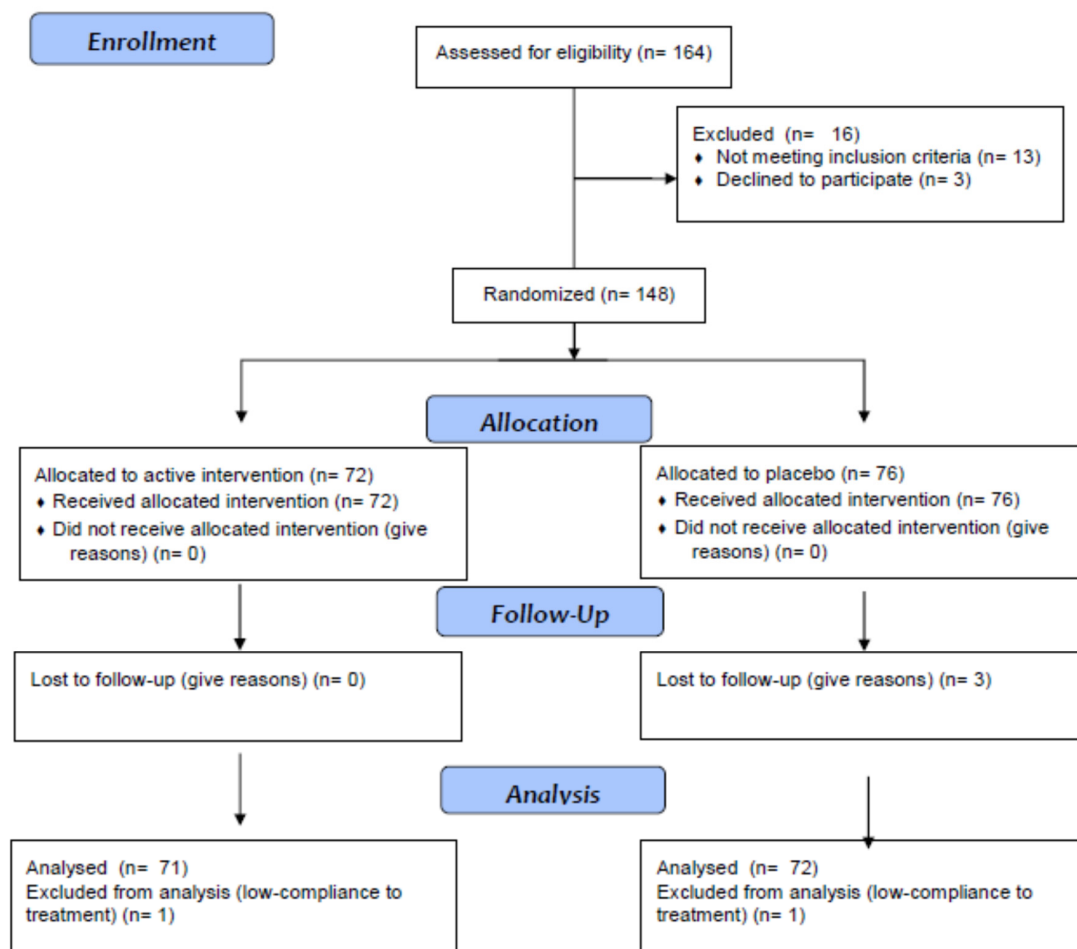 Enrollment
Assessed for eligibility (n= 164)
Excluded (n= 16)
♦ Not meeting inclusion criteria (n= 13)
♦ Declined to participate (n= 3)
Randomized (n= 148)
Allocation
Allocated to active intervention (n= 72)
♦ Received allocated intervention (n= 72)
♦ Did not receive allocated intervention (give
reasons) (n= 0)
Allocated to placebo (n= 76)
♦ Received allocated intervention (n= 76)
♦ Did not receive allocated intervention (give
reasons) (n= 0)
Follow-Up
Lost to follow-up (give reasons) (n= 0)
Lost to follow-up (give reasons) (n= 3)
Analysis
Analysed (n= 71)
Excluded from analysis (low-compliance to
treatment) (n= 1)
Analysed (n= 72)
Excluded from analysis (low-compliance to
treatment) (n= 1)